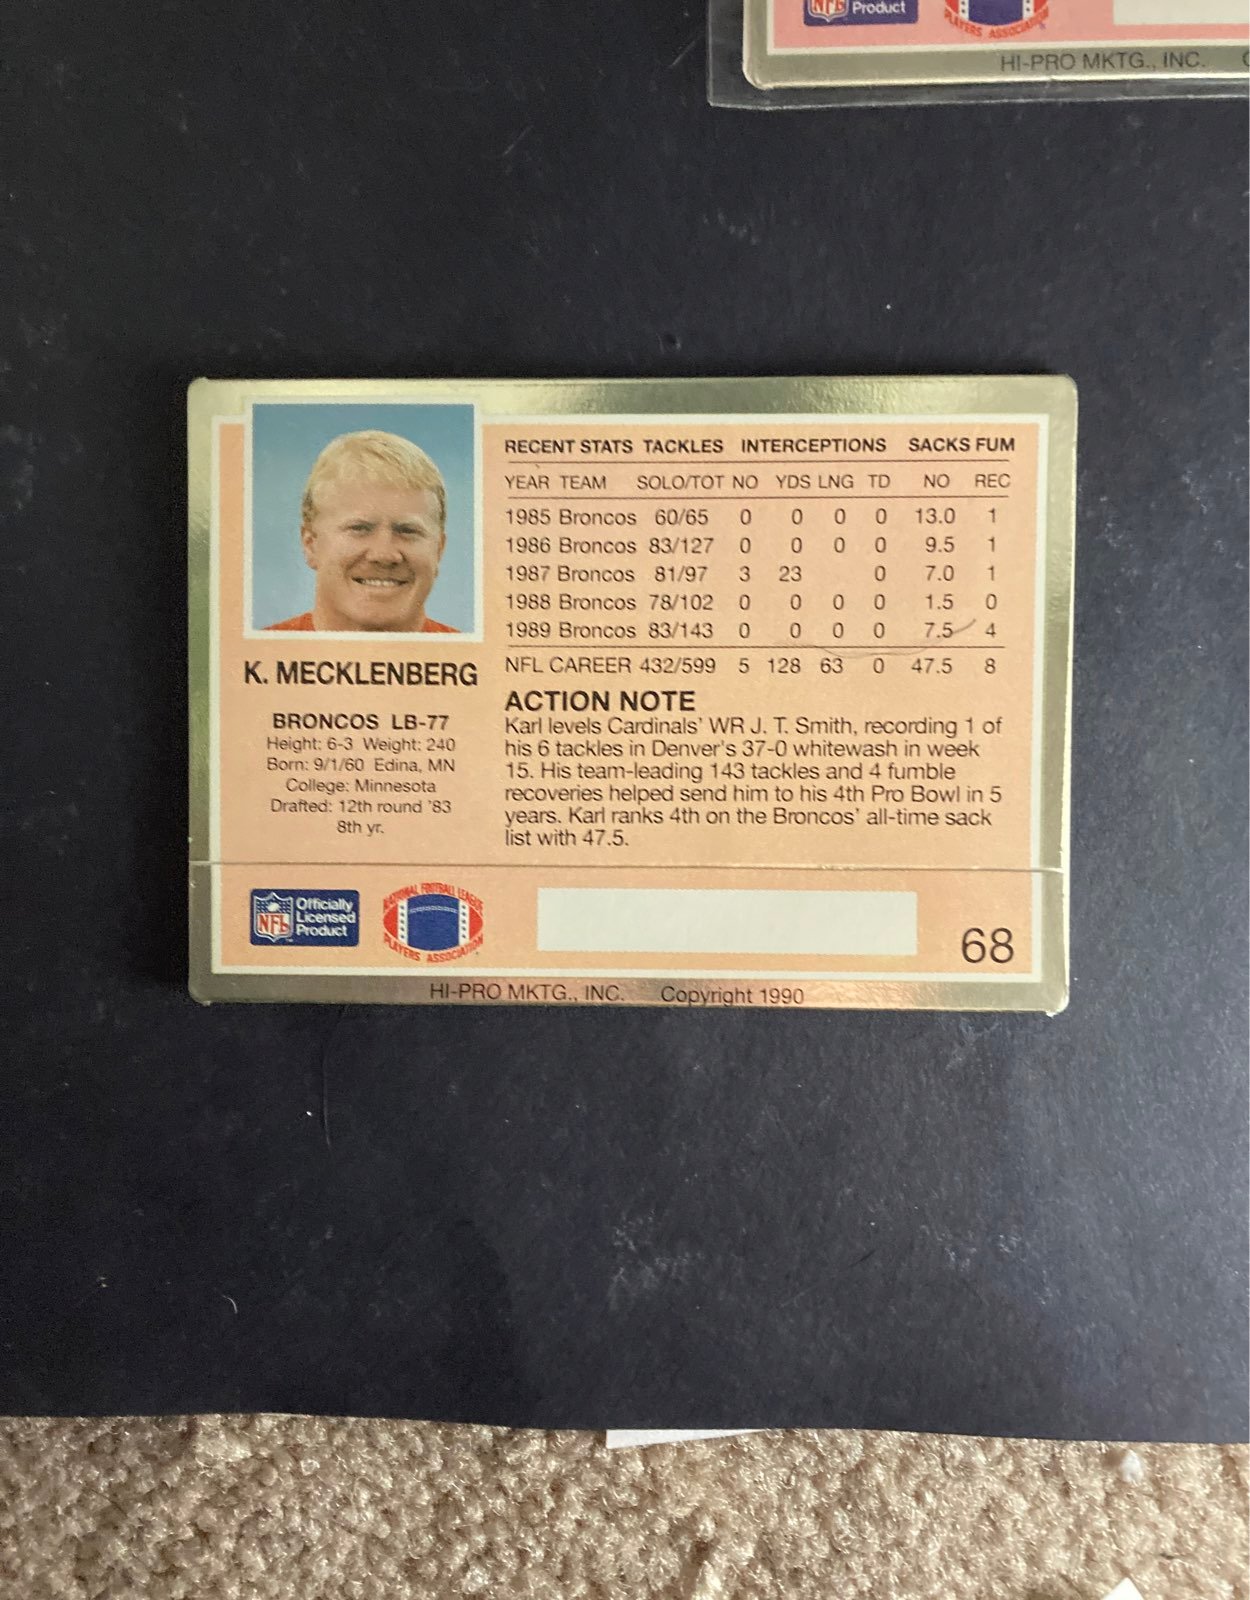 NFL Product
PLAYERS ASSOCIATION
HI-PRO MKTG., INC.
RECENT STATS TACKLES INTERCEPTIONS SACKS FUM
YEAR TEAM SOLO/TOT NO YDS LNG TD NO REC
1985 Broncos 60/65 0 0 0 0 13.0 1
1986 Broncos 83/127 0 0 0 0 9.5 1
1987 Broncos 81/97 3 23 0 7.0 1
1988 Broncos 78/102 0 0 0 0 1.5 0
1989 Broncos 83/143 0 0 0 0 7.5 4
NFL CAREER 432/599 5 128 63 0 47.5 8
K. MECKLENBERG
BRONCOS LB-77
Height: 6-3 Weight: 240
Born: 9/1/60 Edina, MN
College: Minnesota
Drafted: 12th round '83
8th yr.
ACTION NOTE
Karl levels Cardinals' WR J. T. Smith, recording 1 of
his 6 tackles in Denver's 37-0 whitewash in week
15. His team-leading 143 tackles and 4 fumble
recoveries helped send him to his 4th Pro Bowl in 5
years. Karl ranks 4th on the Broncos' all-time sack
list with 47.5.
NFL
Officially
Licensed
Product
NATIONAL FOOTBALL LEAGUE
PLAYERS ASSOCIATION
68
HI-PRO MKTG., INC. Copyright 1990